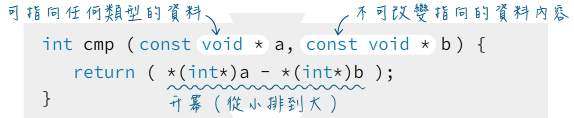 可指向任何類型的資料 不可改變指向的資料內容
int cmp (const void * a, const void * b) {
return ( *(int*)a - *(int*)b );
}
升冪(從小排到大)